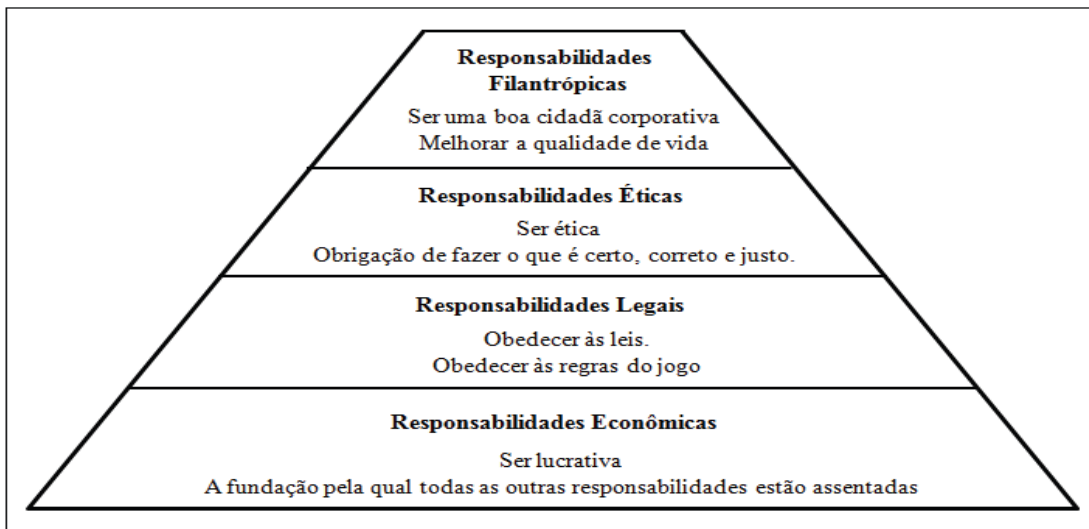 Responsabilidades
Filantrópicas
Ser uma boa cidadã corporativa
Melhorar a qualidade de vida
Responsabilidades Éticas
Ser ética
Obrigação de fazer o que é certo, correto e justo.
Responsabilidades Legais
Obedecer às leis.
Obedecer às regras do jogo
Responsabilidades Econômicas
Ser lucrativa
A fundação pela qual todas as outras responsabilidades estão assentadas